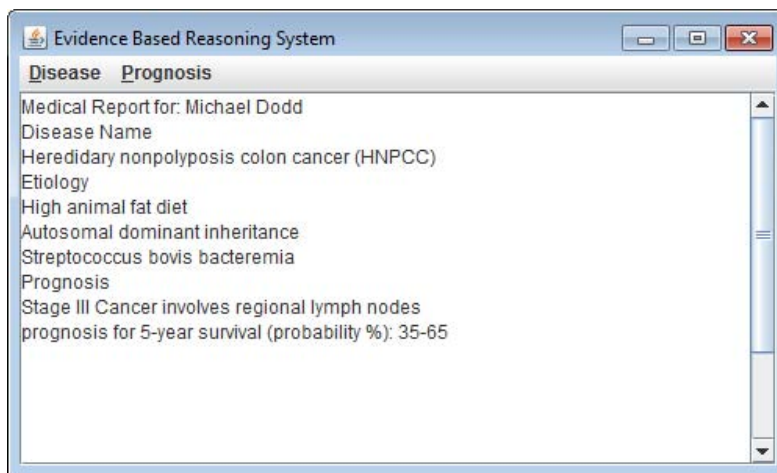 Evidence Based Reasoning System
Disease Prognosis
Medical Report for: Michael Dodd
Disease Name
Heredidary nonpolyposis colon cancer (HNPCC)
Etiology
High animal fat diet
Autosomal dominant inheritance
Streptococcus bovis bacteremia
Prognosis
Stage III Cancer involves regional lymph nodes
prognosis for 5-year survival (probability %): 35-65